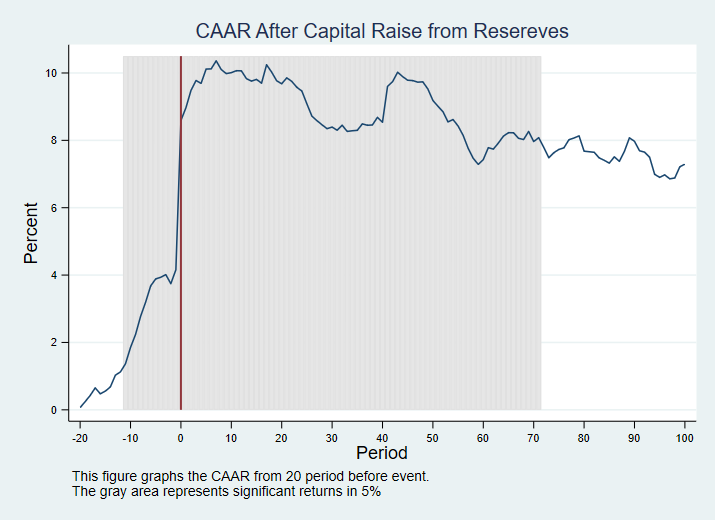 CAAR After Capital Raise from Resereves
Percent
10
8
6
4
2
0
-20 -10 0 10 20 30 40 50 60 70 80 90 100
Period
This figure graphs the CAAR from 20 period before event.
The gray area represents significant returns in 5%